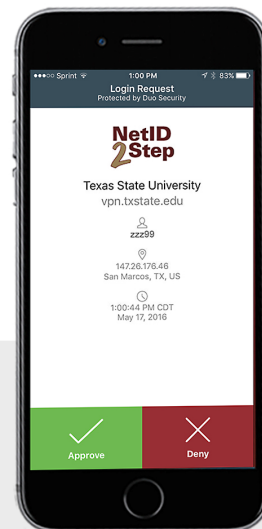 Sprint 1:00 PM 83%
Login Request
Protected by Duo Security
NetID
2Step
Texas State University
vpn.txstate.edu
zzz99
147.26.176.46
San Marcos, TX, US
1:00:44 PM CDT
May 17, 2016
Approve Deny